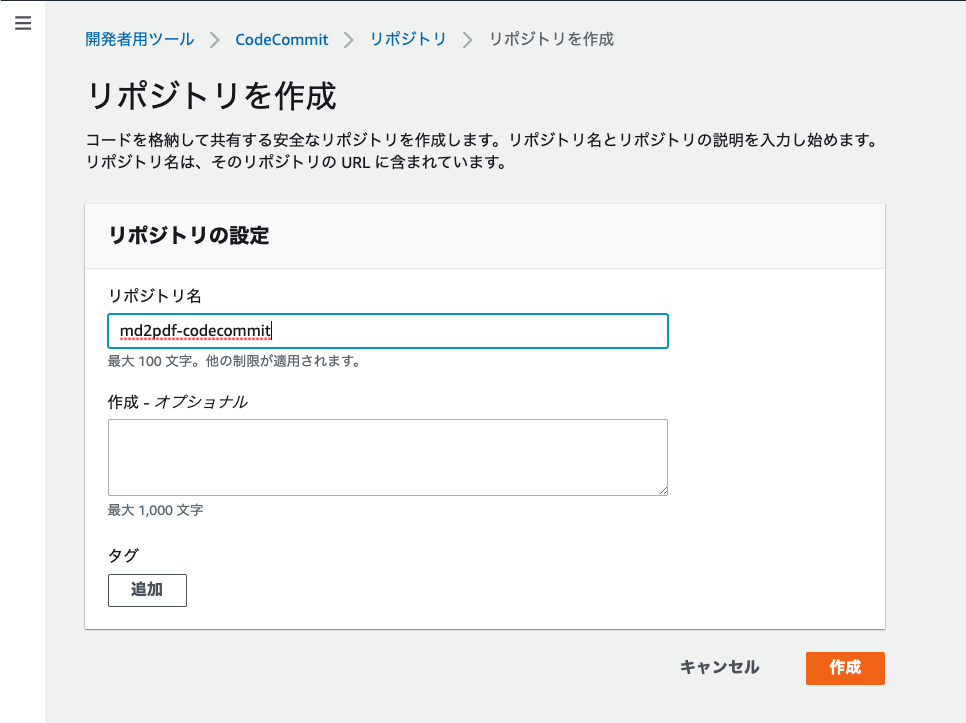 開発者用ツール > CodeCommit > リポジトリ > リポジトリを作成
リポジトリを作成
コードを格納して共有する安全なリポジトリを作成します。リポジトリ名とリポジトリの説明を入力し始めます。
リポジトリ名は、そのリポジトリの URL に含まれています。
リポジトリの設定
リポジトリ名
md2pdf-codecommit
最大 100 文字。他の制限が適用されます。
作成 - オプショナル
最大 1,000 文字
タグ
追加
キャンセル 作成